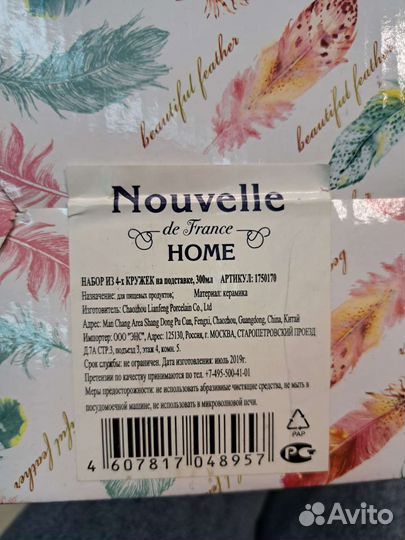 beautiful feather
beautiful feather
Nouvelle
de France
HOME
НАБОР ИЗ 4-х КРУЖЕК на подставке, 300мл АРТИКУЛ: 1750170
Назначение: для пищевых продуктов; Материал: керамика
Изготовитель: Chaozhou Lianfeng Porcelain Co., Ltd
Адрес: Man Chang Area Shang Dong Pu Cun, Fengxi, Chaozhou, Guangdong, China, Китай
Импортер: ООО "ЭНС", Адрес: 125130, Россия, г. МОСКВА, СТАРОПЕТРОВСКИЙ ПРОЕЗД
Д.7А СТР.3, подъезд 3, этаж 4, комн. 5.
Срок службы: не ограничен. Дата изготовления: июль 2019г.
Претензии по качеству принимаются по тел. +7-495-500-41-01
Меры предосторожности: не использовать абразивные чистящие средства, не мыть в
посудомоечной машине, не использовать в микроволновой печи.
4 607817 048957
PAP
РС
feather
Avito